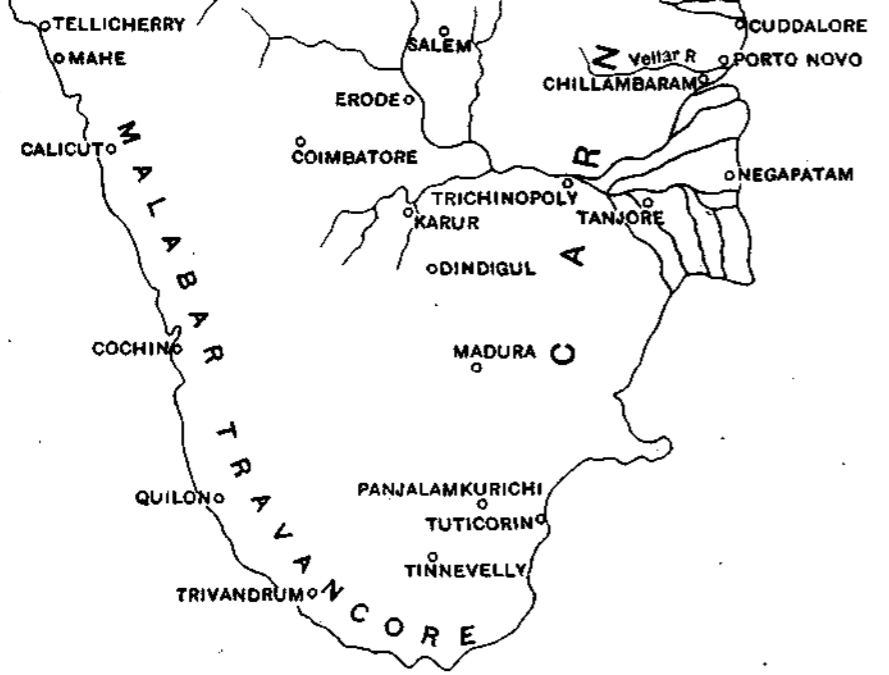 TELLICHERRY
CUDDALORE
SALEM
MAHE
N
Vellar R
PORTO NOVO
CHILLAMBARAM
ERODE
CALICUT
COIMBATORE
R
NEGAPATAM
TRICHINOPOLY
TANJORE
KARUR
MALABAR
A
DINDIGUL
COCHIN
MADURA
C
TRAVANCORE
PANJALAMKURICHI
QUILON
TUTICORIN
TINNEVELLY
TRIVANDRUM